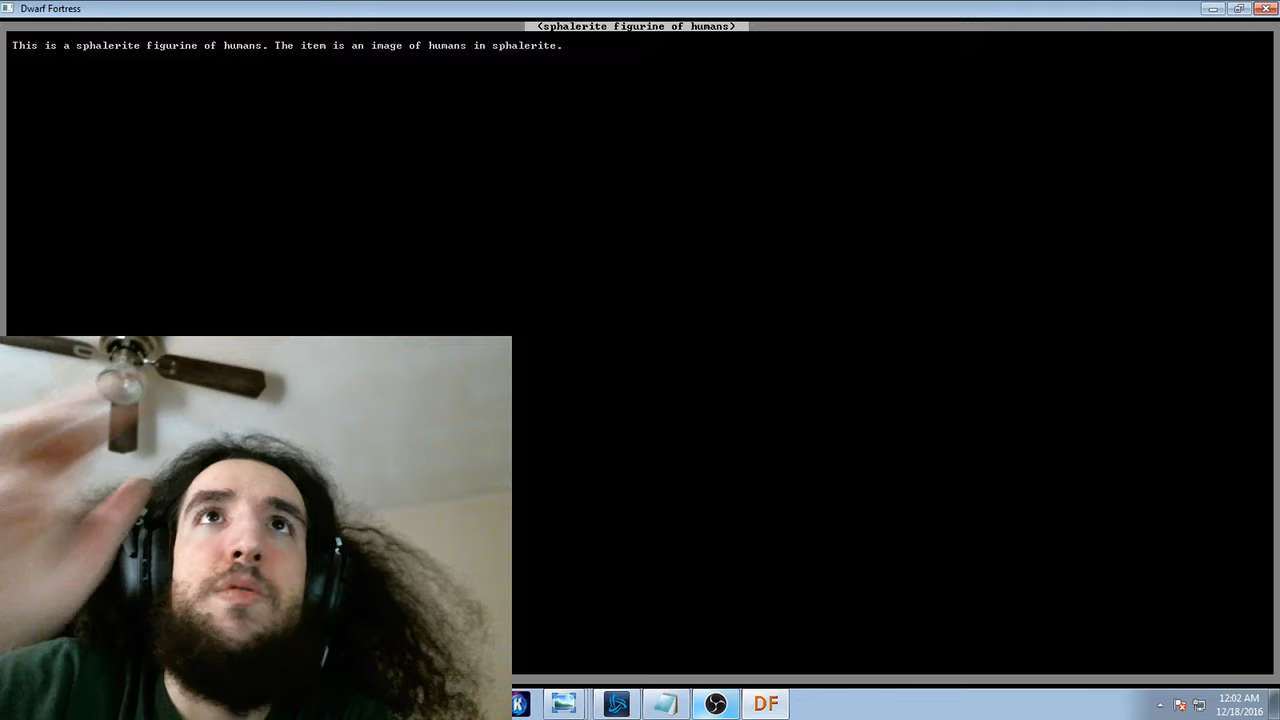 Dwarf Fortress
<sphalerite figurine of humans>
This is a sphalerite figurine of humans. The item is an image of humans in sphalerite.
K
DF
12:02 AM
12/18/2016